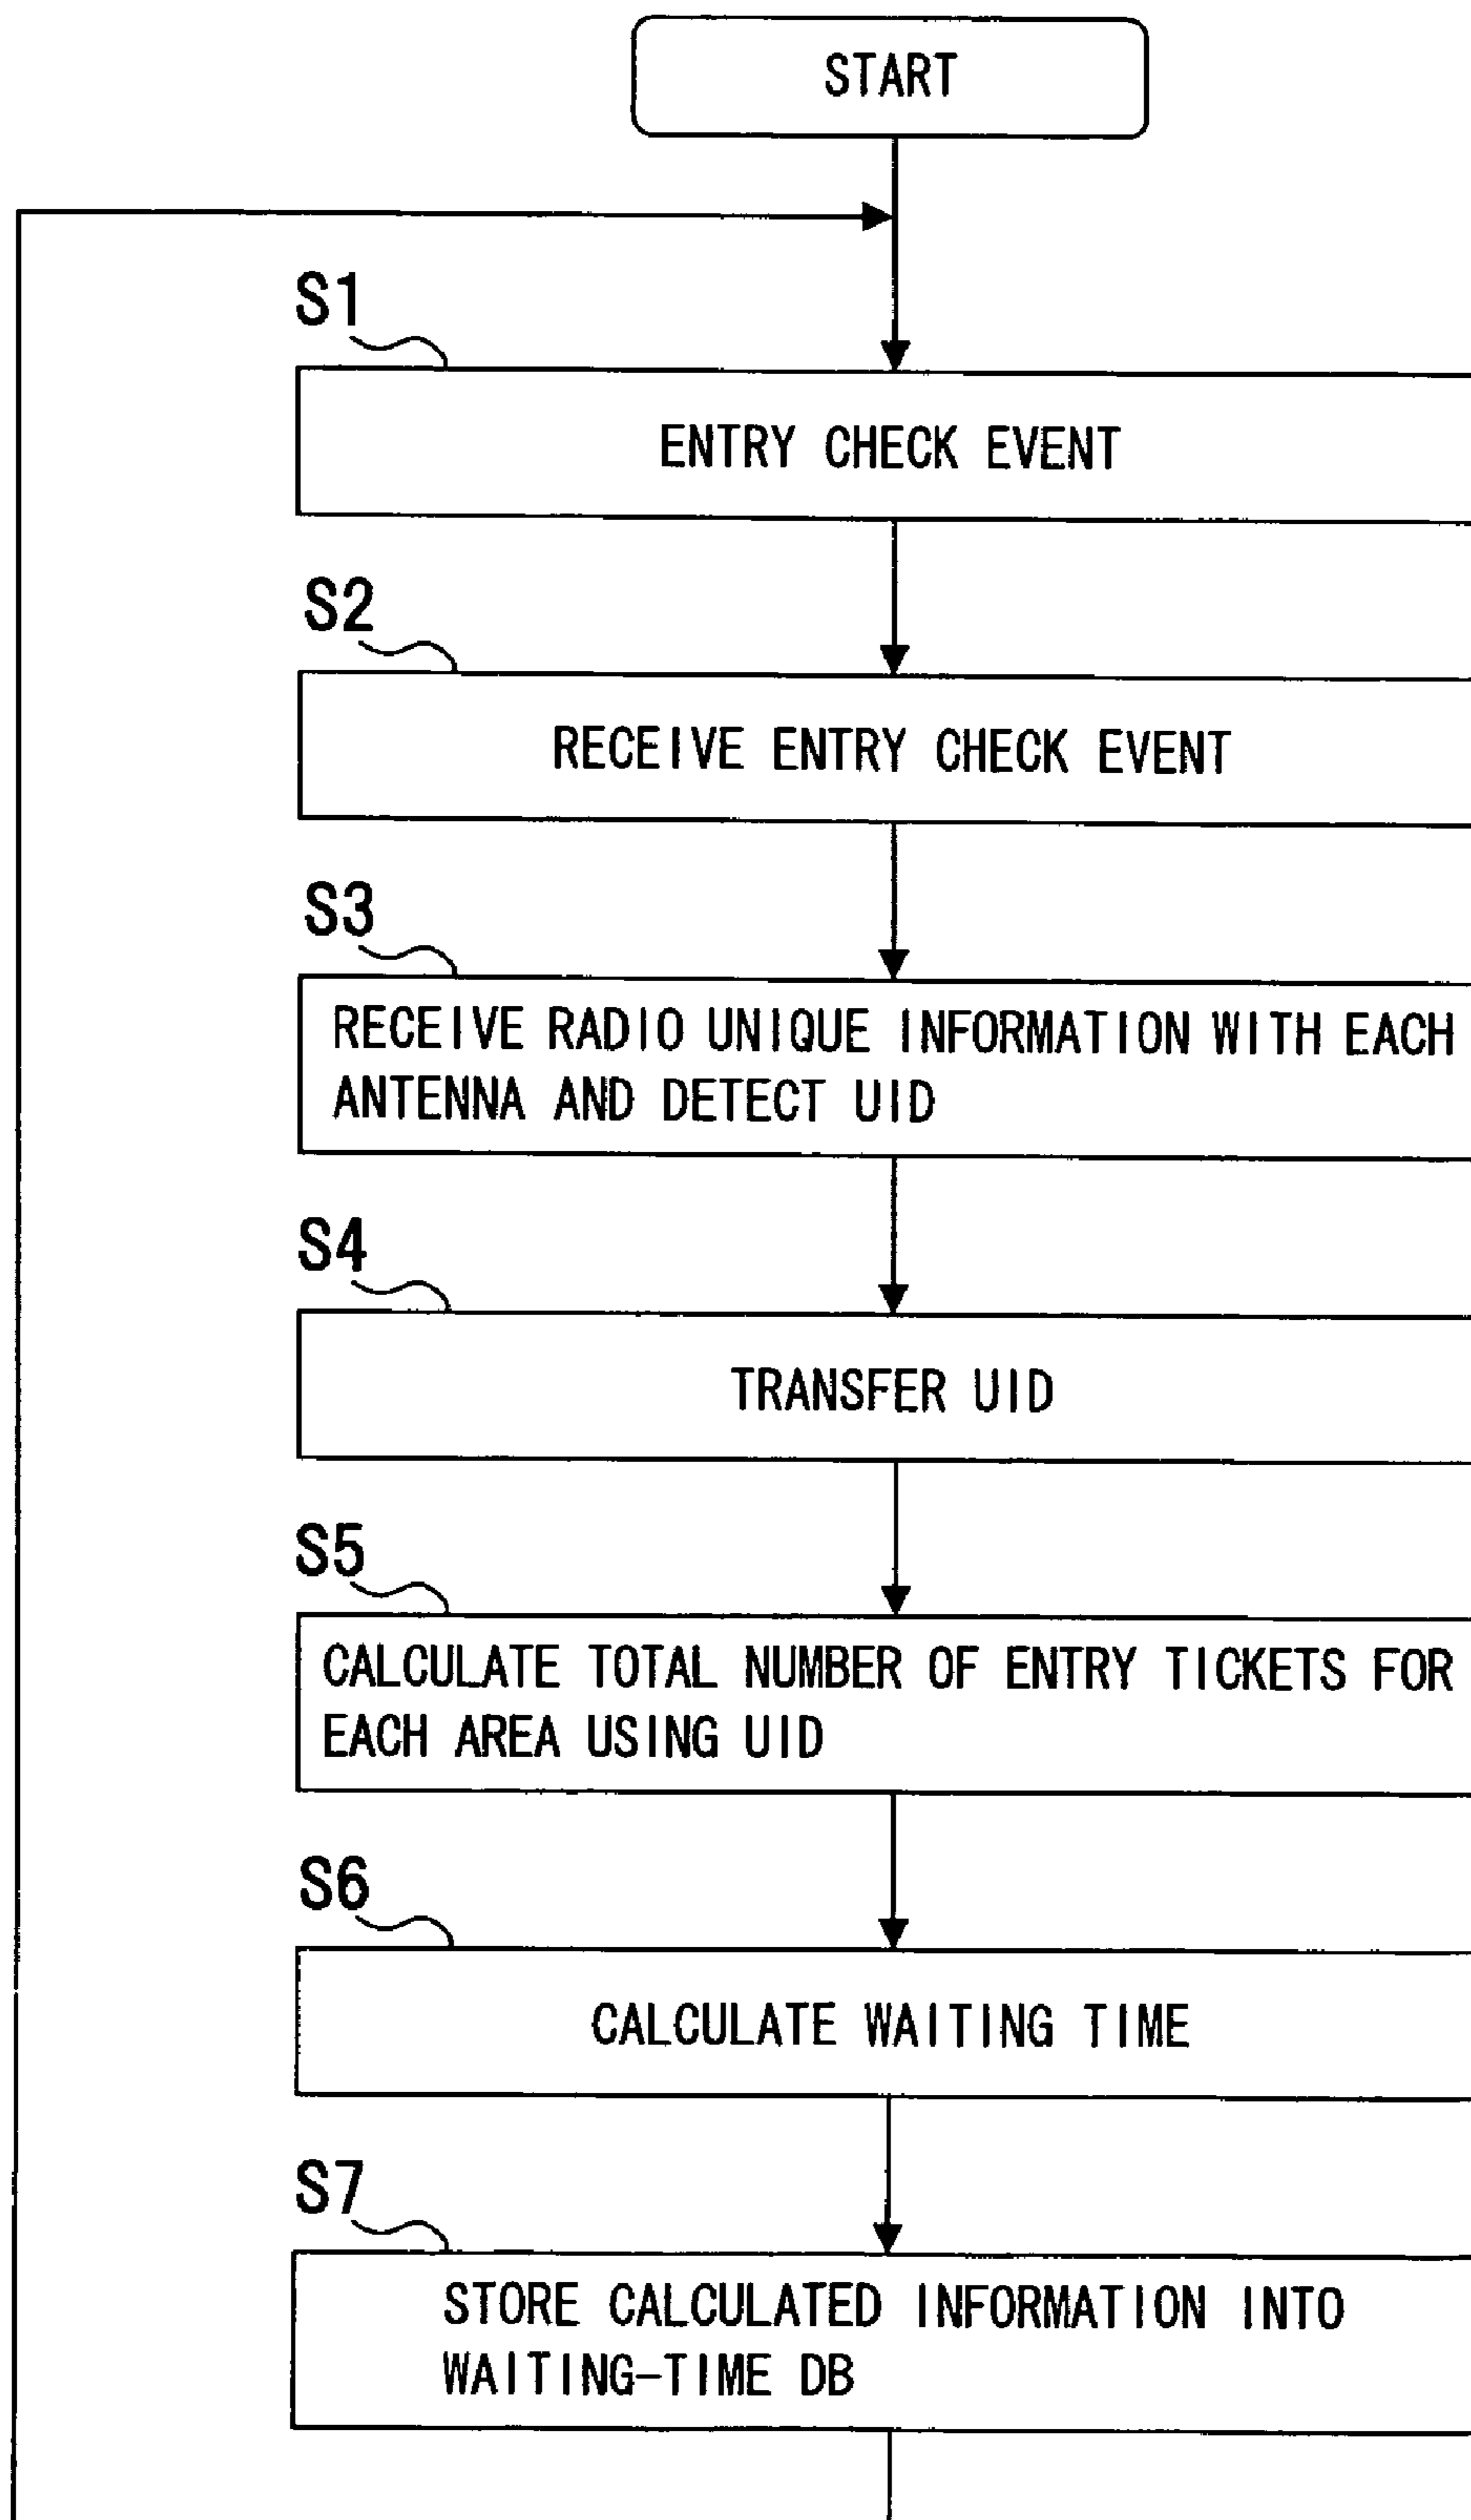 START
S1
ENTRY CHECK EVENT
S2
RECEIVE ENTRY CHECK EVENT
S3
RECEIVE RADIO UNIQUE INFORMATION WITH EACH
ANTENNA AND DETECT UID
S4
TRANSFER UID
S5
CALCULATE TOTAL NUMBER OF ENTRY TICKETS FOR
EACH AREA USING UID
S6
CALCULATE WAITING TIME
S7
STORE CALCULATED INFORMATION INTO
WAITING-TIME DB